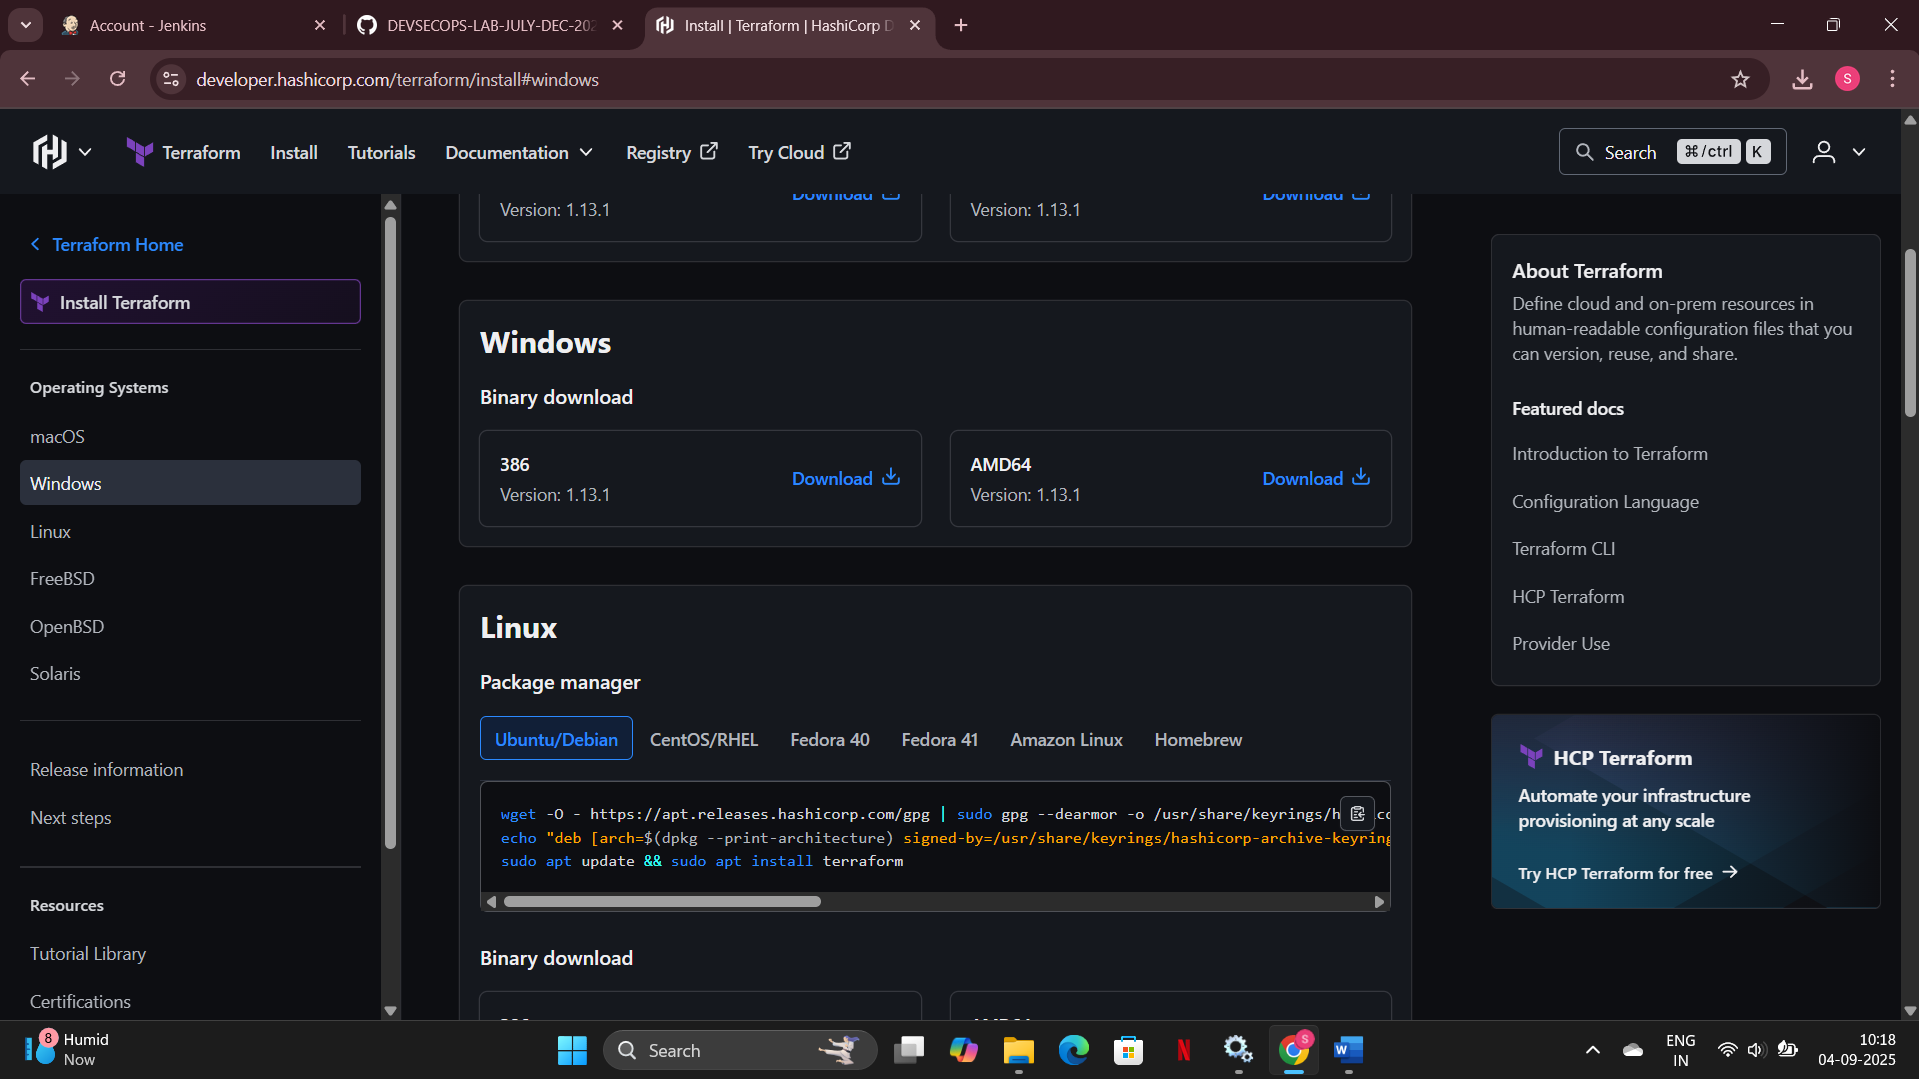 Account - Jenkins
DEVSECOPS-LAB-JULY-DEC-202
Install | Terraform | HashiCorp D
developer.hashicorp.com/terraform/install#windows
S
Terraform
Install
Tutorials
Documentation
Registry
Try Cloud
Search
⌘/ctrl
K
Terraform Home
Install Terraform
Operating Systems
macOS
Windows
Linux
FreeBSD
OpenBSD
Solaris
Release information
Next steps
Resources
Tutorial Library
Certifications
Download
Version: 1.13.1
Download
Version: 1.13.1
Windows
Binary download
386
Version: 1.13.1
Download
AMD64
Version: 1.13.1
Download
Linux
Package manager
Ubuntu/Debian
CentOS/RHEL
Fedora 40
Fedora 41
Amazon Linux
Homebrew
wget -O - https://apt.releases.hashicorp.com/gpg | sudo gpg --dearmor -o /usr/share/keyrings/h
echo "deb [arch=$(dpkg --print-architecture) signed-by=/usr/share/keyrings/hashicorp-archive-keyring
sudo apt update && sudo apt install terraform
Binary download
About Terraform
Define cloud and on-prem resources in
human-readable configuration files that you
can version, reuse, and share.
Featured docs
Introduction to Terraform
Configuration Language
Terraform CLI
HCP Terraform
Provider Use
HCP Terraform
Automate your infrastructure
provisioning at any scale
Try HCP Terraform for free
8
Humid
Now
Search
N
S
W
ENG
IN
10:18
04-09-2025